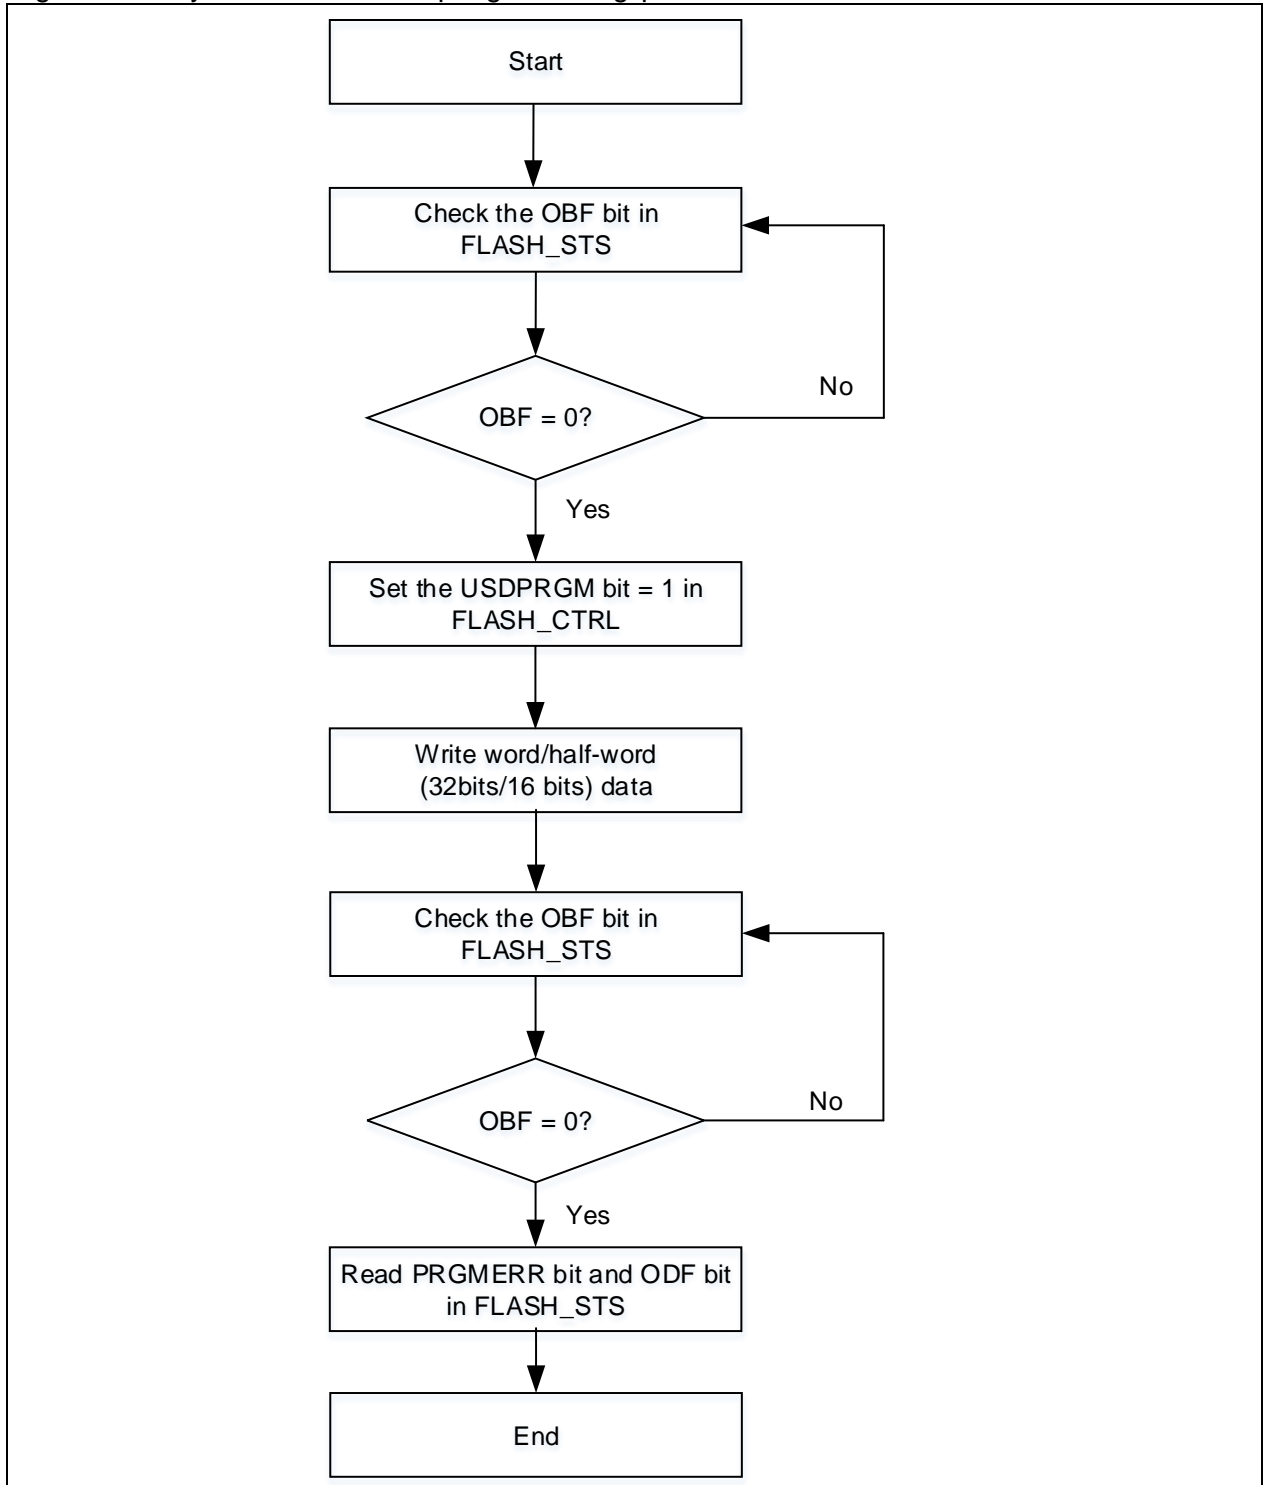 Start
Check the OBF bit in
FLASH_STS
No
OBF = 0?
Yes
Set the USDPRGM bit = 1 in
FLASH_CTRL
Write word/half-word
(32bits/16 bits) data
Check the OBF bit in
FLASH_STS
No
OBF = 0?
Yes
Read PRGMERR bit and ODF bit
in FLASH_STS
End